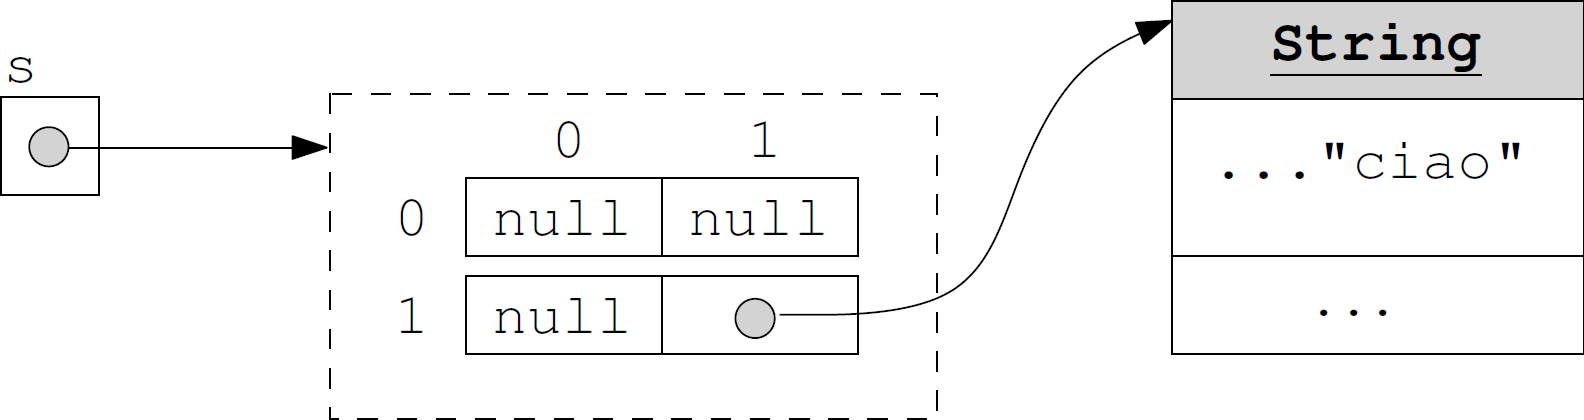 s
0 1
0 null null
1 null
String
..."ciao"
...